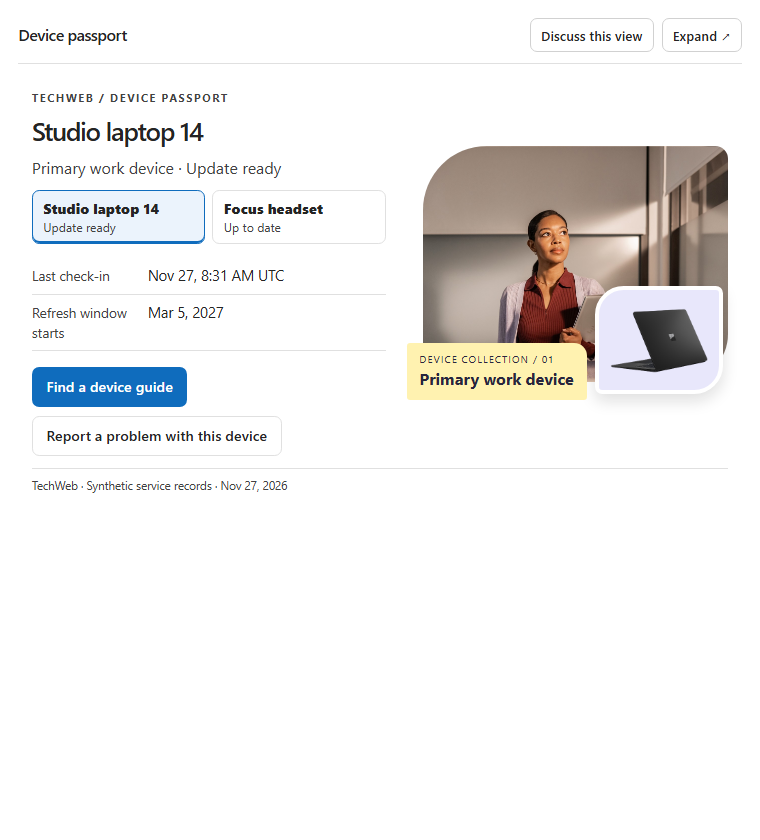 Device passport
Discuss this view
Expand ↗
TECHWEB / DEVICE PASSPORT
Studio laptop 14
Primary work device · Update ready
Studio laptop 14
Update ready
Focus headset
Up to date
Last check-in
Nov 27, 8:31 AM UTC
Refresh window
starts
Mar 5, 2027
DEVICE COLLECTION / 01
Primary work device
Find a device guide
Report a problem with this device
TechWeb · Synthetic service records · Nov 27, 2026